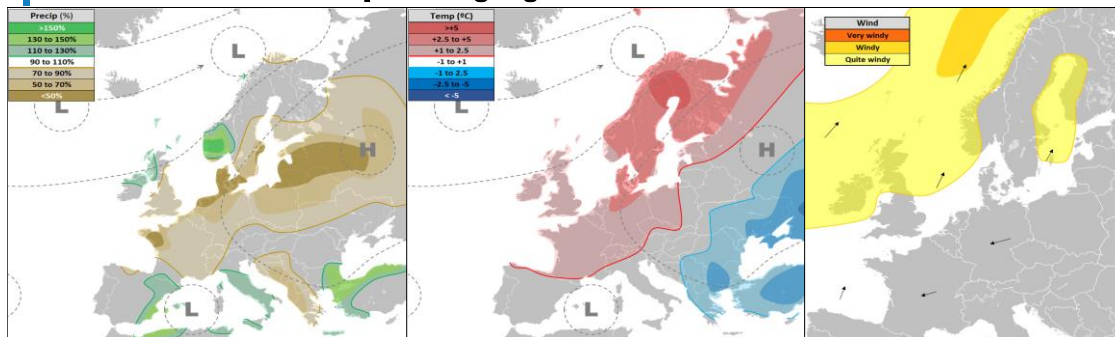 Precip (%)
>150%
130 to 150%
110 to 130%
90 to 110%
70 to 90%
50 to 70%
<50%
L
L
H
L
Temp (ºC)
>+5
+2.5 to +5
+1 to 2.5
-1 to +1
-1 to 2.5
-2.5 to -5
< -5
L
L
H
L
Wind
Very windy
Windy
Quite windy